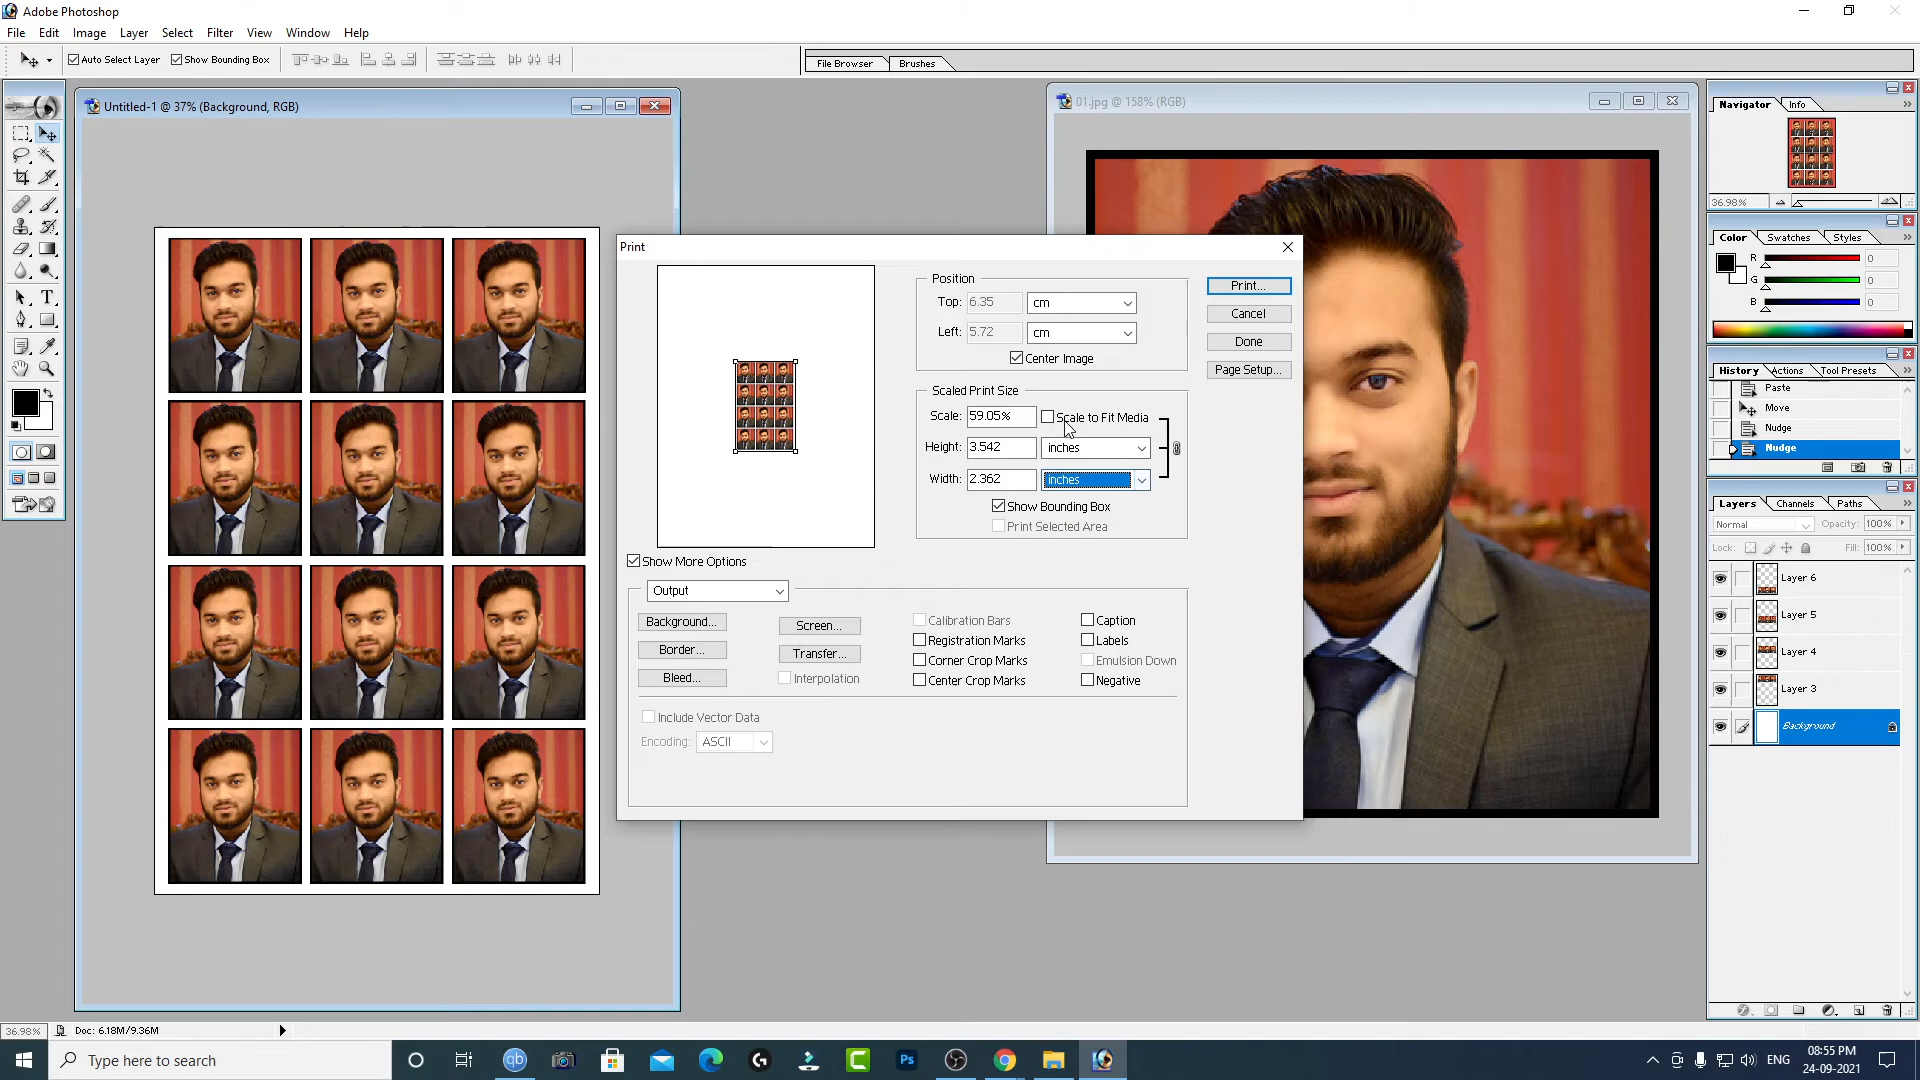 Adobe Photoshop
File Edit Image Layer Select Filter View Window Help
Auto Select Layer Show Bounding Box
File Browser Brushes
Untitled-1 @ 37% (Background, RGB)
01.jpg @ 158% (RGB)
Navigator Info
36.98%
Color Swatches Styles
R 0
G 0
B 0
History Actions Tool Presets
Paste
Move
Nudge
Nudge
Layers Channels Paths
Normal Opacity: 100%
Lock: Fill: 100%
Layer 6
Layer 5
Layer 4
Layer 3
Background
Print
Position
Top: 6.35 cm
Left: 5.72 cm
Center Image
Print...
Cancel
Done
Page Setup...
Scaled Print Size
Scale: 59.05% Scale to Fit Media
Height: 3.542 inches
Width: 2.362 inches
Show Bounding Box
Print Selected Area
Show More Options
Output
Background... Screen... Calibration Bars Caption
Border... Transfer... Registration Marks Labels
Bleed... Interpolation Corner Crop Marks Emulsion Down
Center Crop Marks Negative
Include Vector Data
Encoding: ASCII
36.98% Doc: 6.18M/9.36M
Type here to search
qb
Ps
ENG
08:55 PM
24-09-2021